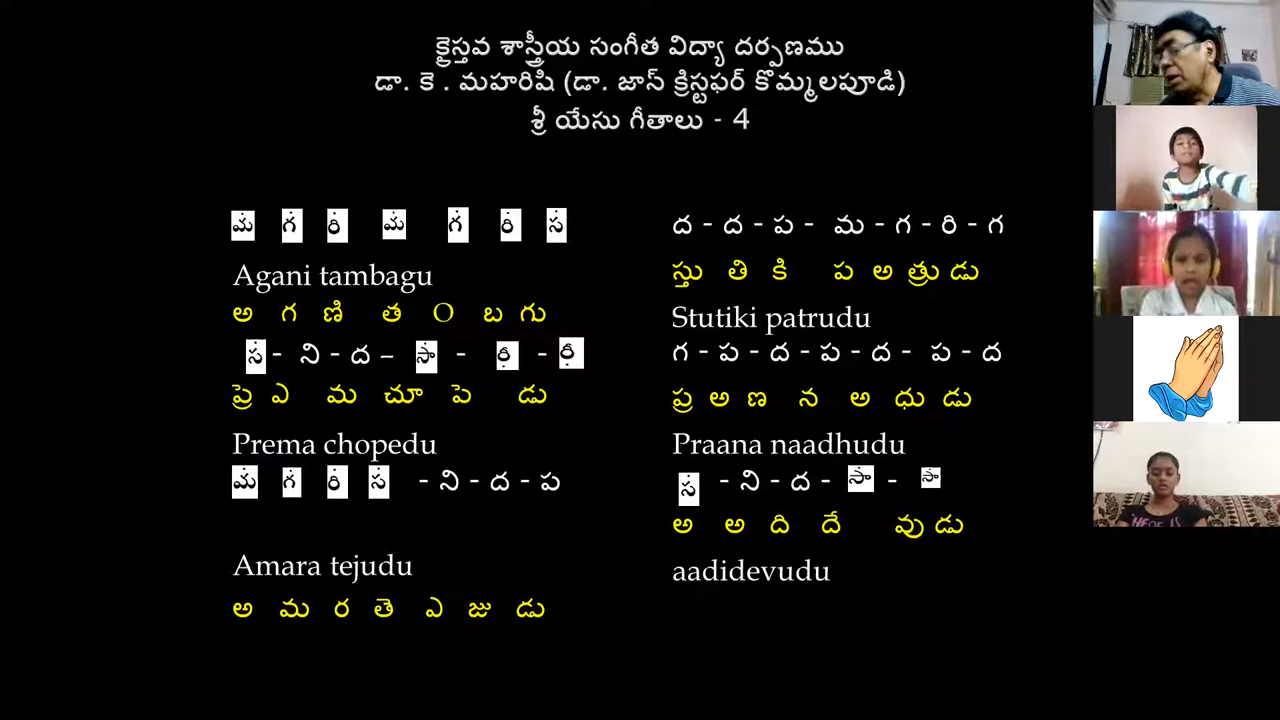 క్రైస్తవ శాస్త్రీయ సంగీత విద్యా దర్పణము
డా. కె . మహరిషి (డా. జాస్ క్రిస్టఫర్ కొమ్మలపూడి)
శ్రీ యేసు గీతాలు - 4
మ గ రి మ గ రి స
Agani tambagu
అ గ ణి త O బ గు
స - ని - ద – సా - రీ - రీ
ప్రె ఎ మ చూ పె డు
Prema chopedu
మ గ రి స - ని - ద - ప
Amara tejudu
అ మ ర తె ఎ జు డు
ద - ద - ప - మ - గ - రి - గ
స్తు తి కి ప అ త్రు డు
Stutiki patrudu
గ - ప - ద - ప - ద - ప - ద
ప్ర అ ణ న అ ధు డు
Praana naadhudu
స - ని - ద - సా - సా
అ అ ది దే వు డు
aadidevudu